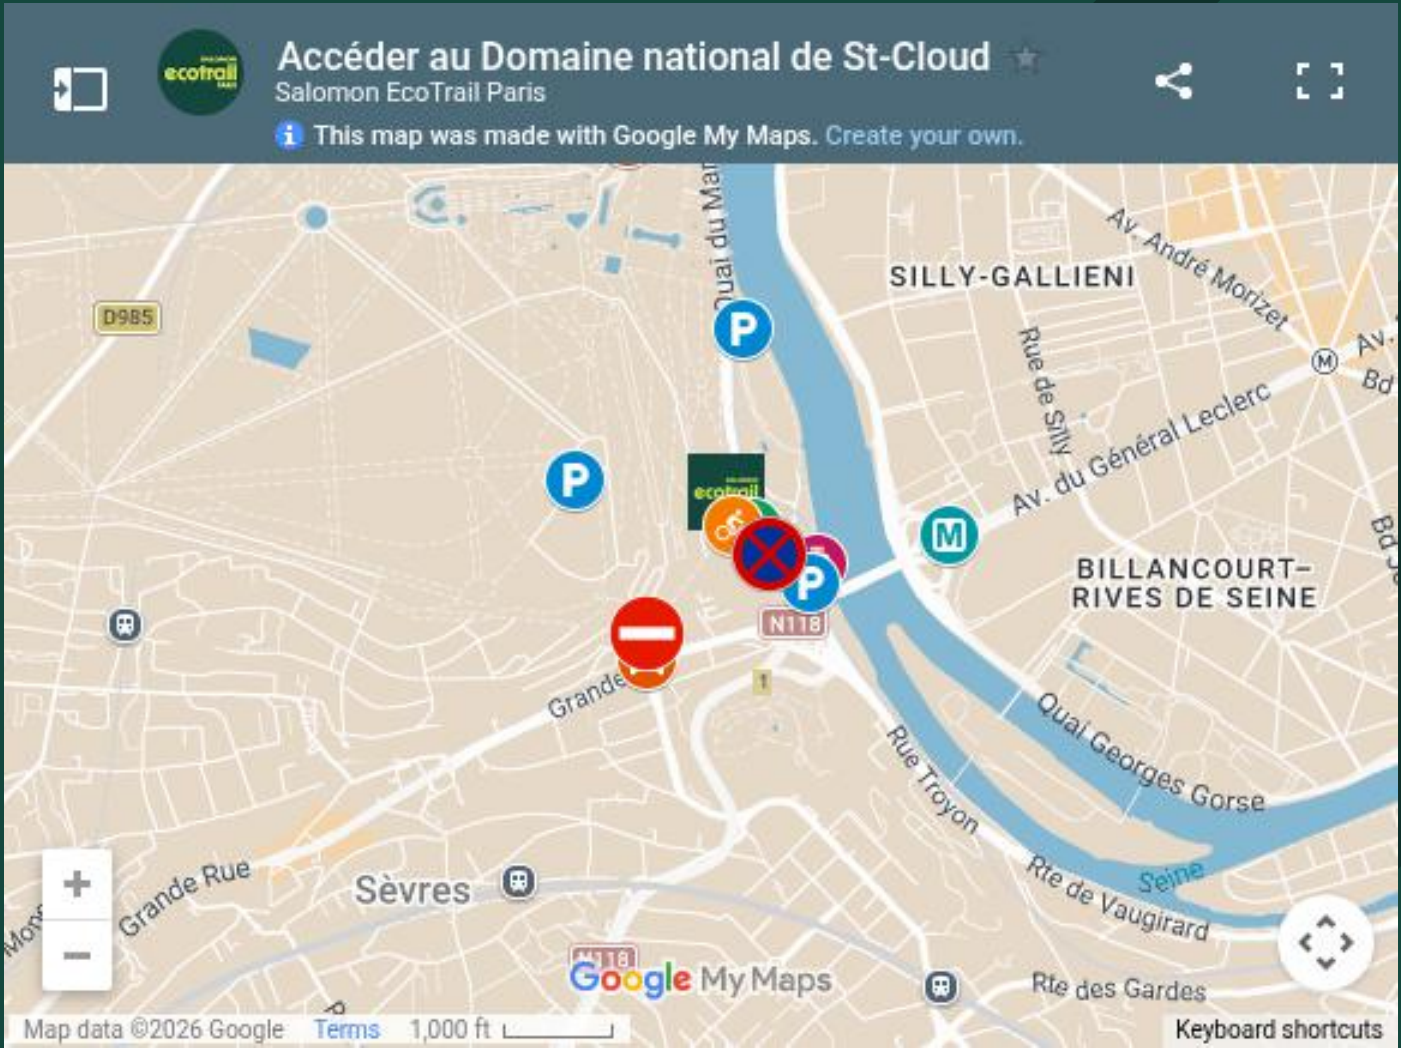 Accéder au Domaine national de St-Cloud
Salomon EcoTrail Paris
This map was made with Google My Maps. Create your own.
ecotrail
Quai du Mar
Av. André Morizet
SILLY-GALLIENI
D985
P
Rue de Silly
M
Av.
Bd
Av. du Général Leclerc
P
ecotrail
M
Bd
P
BILLANCOURT–
RIVES DE SEINE
N118
1
Grande
Quai Georges Gorse
Rue Troyon
Grande Rue
Sèvres
Seine
Rte de Vaugirard
N118
Google My Maps
Rte des Gardes
Map data ©2026 Google Terms 1,000 ft
Keyboard shortcuts